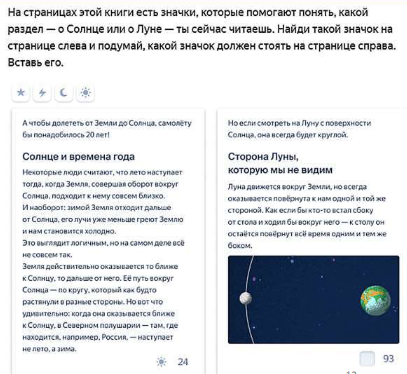 На страницах этой книги есть значки, которые помогают понять, какой
раздел — о Солнце или о Луне — ты сейчас читаешь. Найди такой значок на
странице слева и подумай, какой значок должен стоять на странице справа.
Вставь его.
А чтобы долететь от Земли до Солнца, самолёту
бы понадобилось 20 лет!
Солнце и времена года
Некоторые люди считают, что лето наступает
тогда, когда Земля, совершая оборот вокруг
Солнца, подходит к нему совсем близко.
И наоборот: зимой Земля отходит дальше
от Солнца, его лучи уже меньше греют Землю
и нам становится холодно.
Это выглядит логичным, но на самом деле всё
не совсем так.
Земля действительно оказывается то ближе
к Солнцу, то дальше от него. Её путь вокруг
Солнца — по кругу, который как будто
растянули в разные стороны. Но вот что
удивительно: когда она оказывается ближе
к Солнцу, в Северном полушарии — там, где
находится, например, Россия, — наступает
не лето, а зима.
24
Но если смотреть на Луну с поверхности
Солнца, она всегда будет круглой.
Сторона Луны,
которую мы не видим
Луна движется вокруг Земли, но всегда
оказывается повёрнута к нам одной и той же
стороной. Как если бы кто-то встал сбоку
от стола и ходил бы вокруг него — к столу он
остаётся повёрнут всё время одним и тем же
боком.
93